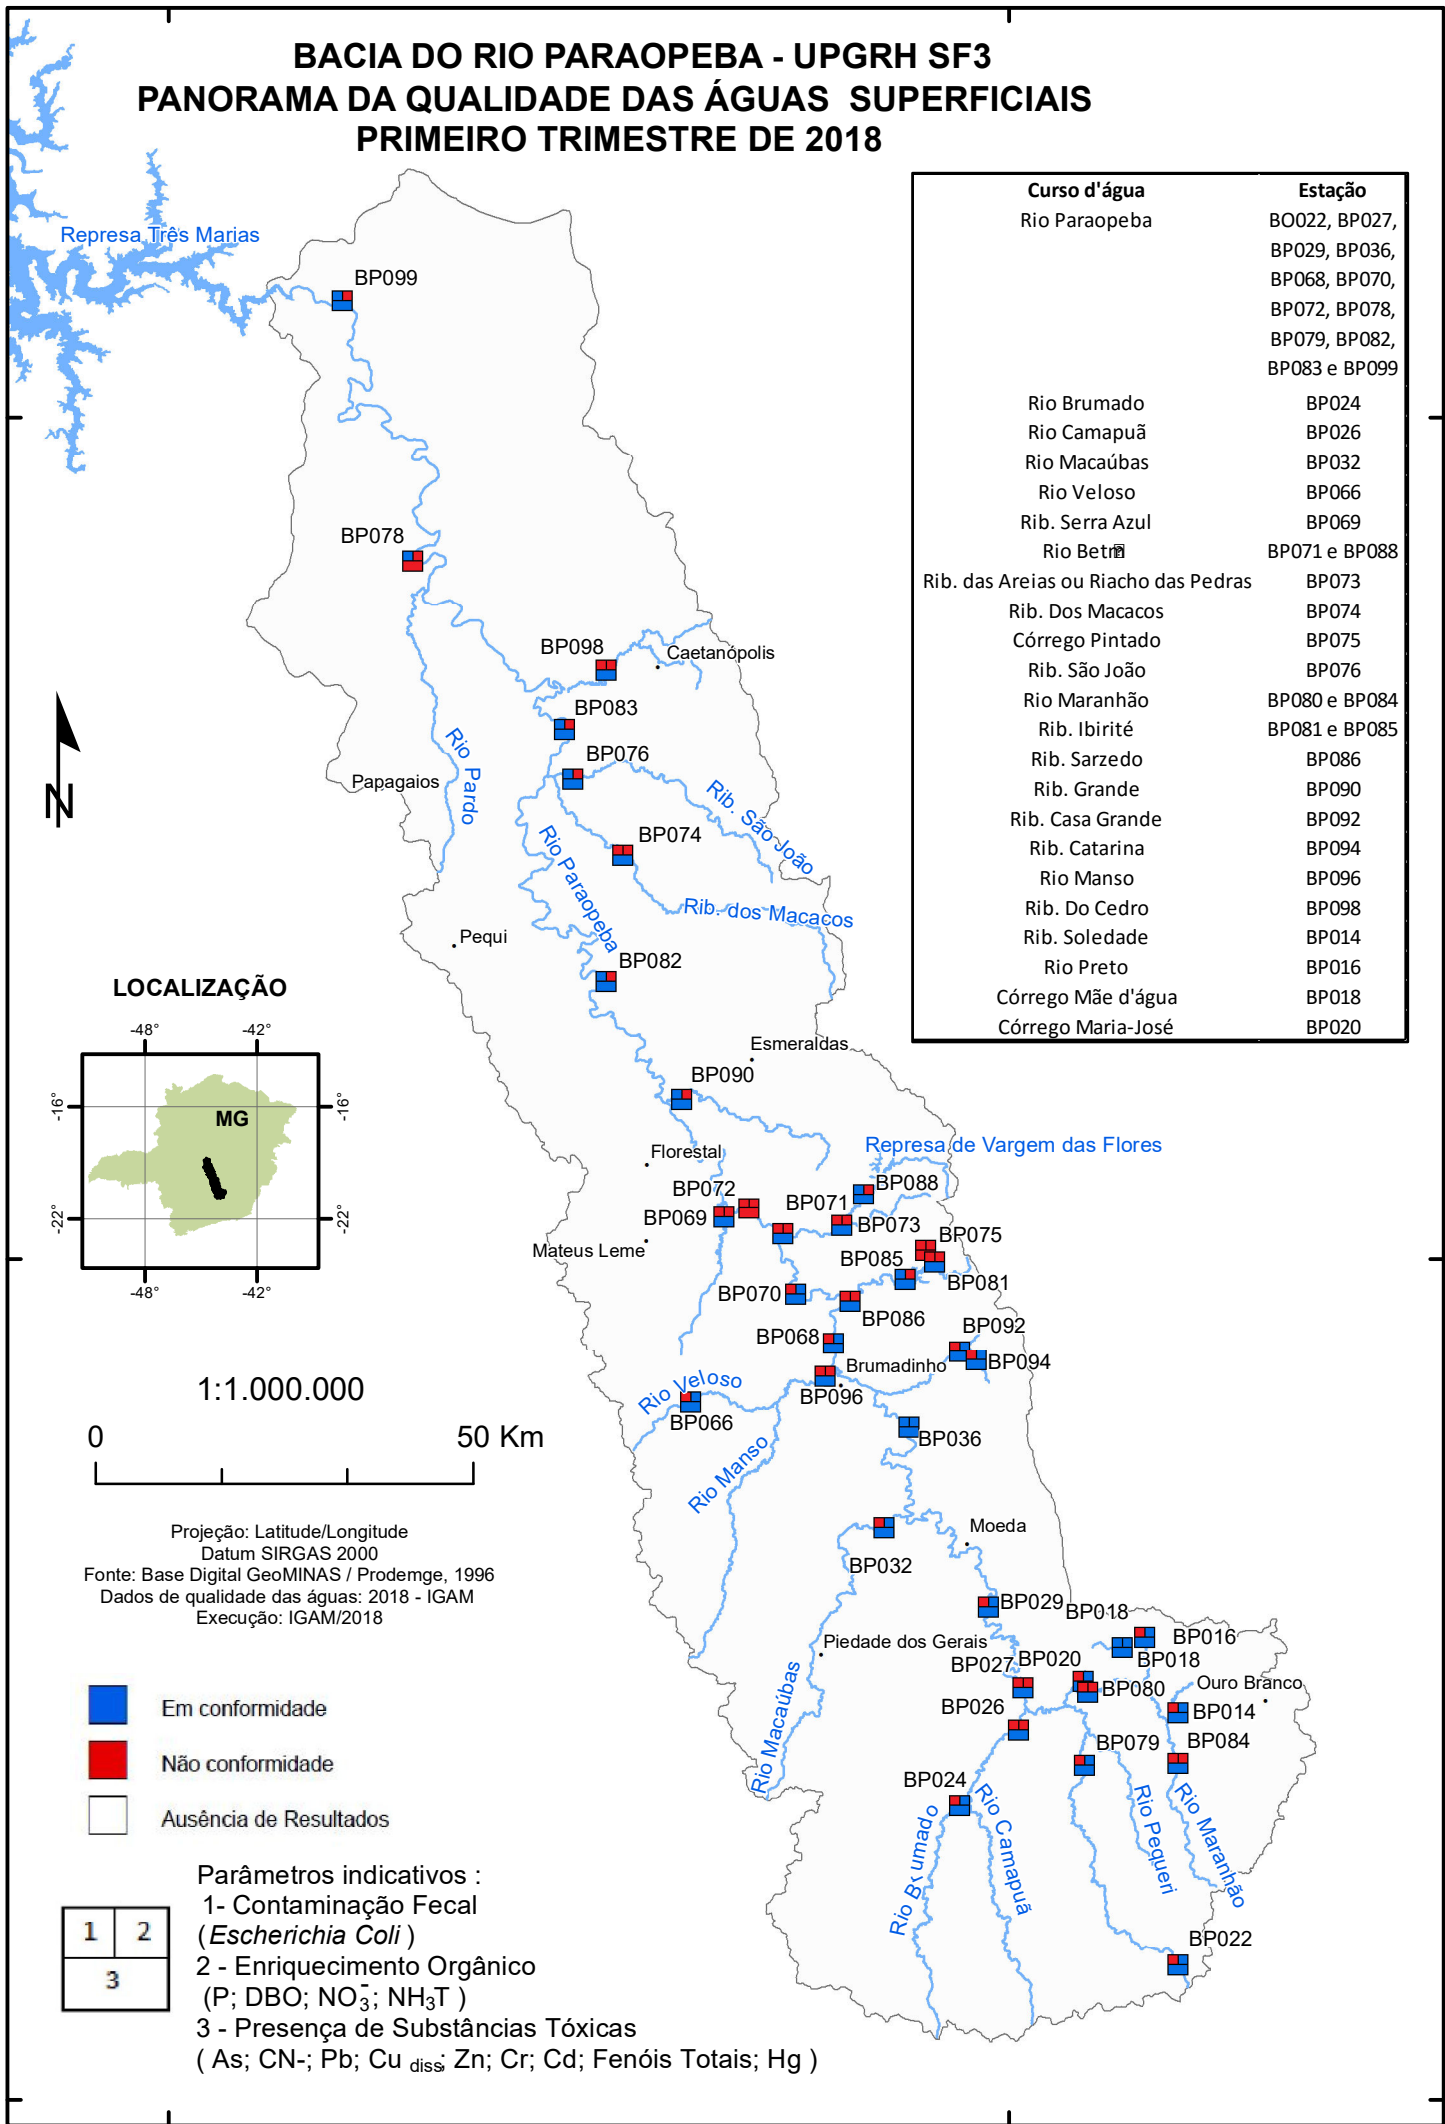 BACIA DO RIO PARAOPEBA - UPGRH SF3
PANORAMA DA QUALIDADE DAS ÁGUAS SUPERFICIAIS
PRIMEIRO TRIMESTRE DE 2018
Curso d'água Estação
Rio Paraopeba BO022, BP027,
BP029, BP036,
BP068, BP070,
BP072, BP078,
BP079, BP082,
BP083 e BP099
Rio Brumado BP024
Rio Camapuã BP026
Rio Macaúbas BP032
Rio Veloso BP066
Rib. Serra Azul BP069
Rio Betm BP071 e BP088
Rib. das Areias ou Riacho das Pedras BP073
Rib. Dos Macacos BP074
Córrego Pintado BP075
Rib. São João BP076
Rio Maranhão BP080 e BP084
Rib. Ibirité BP081 e BP085
Rib. Sarzedo BP086
Rib. Grande BP090
Rib. Casa Grande BP092
Rib. Catarina BP094
Rio Manso BP096
Rib. Do Cedro BP098
Rib. Soledade BP014
Rio Preto BP016
Córrego Mãe d'água BP018
Córrego Maria-José BP020
Represa Três Marias
BP099
BP078
BP098
Caetanópolis
BP083
BP076
Rio Pardo
Papagaios
Rib. São João
BP074
Rio Paraopeba
Rib. dos Macacos
Pequi
BP082
Esmeraldas
BP090
Florestal
Represa de Vargem das Flores
BP088
BP072
BP071
BP069
BP073
BP075
Mateus Leme
BP085
BP081
BP070
BP086
BP092
BP068
Brumadinho
BP094
BP096
Rio Veloso
BP066
BP036
Rio Manso
Moeda
BP032
BP029
BP018
BP016
Piedade dos Gerais
BP018
BP027
BP020
BP080
Ouro Branco
BP026
BP014
BP079
BP084
Rio Macaúbas
BP024
Rio Brumado
Rio Camapuã
Rio Pequeri
Rio Maranhão
BP022
N
LOCALIZAÇÃO
-48° -42°
-16° -16°
MG
-22° -22°
-48° -42°
1:1.000.000
0 50 Km
Projeção: Latitude/Longitude
Datum SIRGAS 2000
Fonte: Base Digital GeoMINAS / Prodemge, 1996
Dados de qualidade das águas: 2018 - IGAM
Execução: IGAM/2018
Em conformidade
Não conformidade
Ausência de Resultados
1 2
3
Parâmetros indicativos :
1- Contaminação Fecal
(Escherichia Coli )
2 - Enriquecimento Orgânico
(P; DBO; NO₃⁻; NH₃T )
3 - Presença de Substâncias Tóxicas
( As; CN-; Pb; Cu diss; Zn; Cr; Cd; Fenóis Totais; Hg )